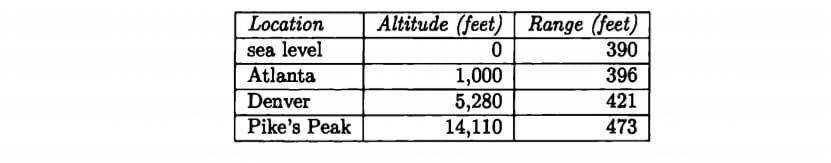 Location Altitude (feet) Range (feet)
sea level 0 390
Atlanta 1,000 396
Denver 5,280 421
Pike's Peak 14,110 473